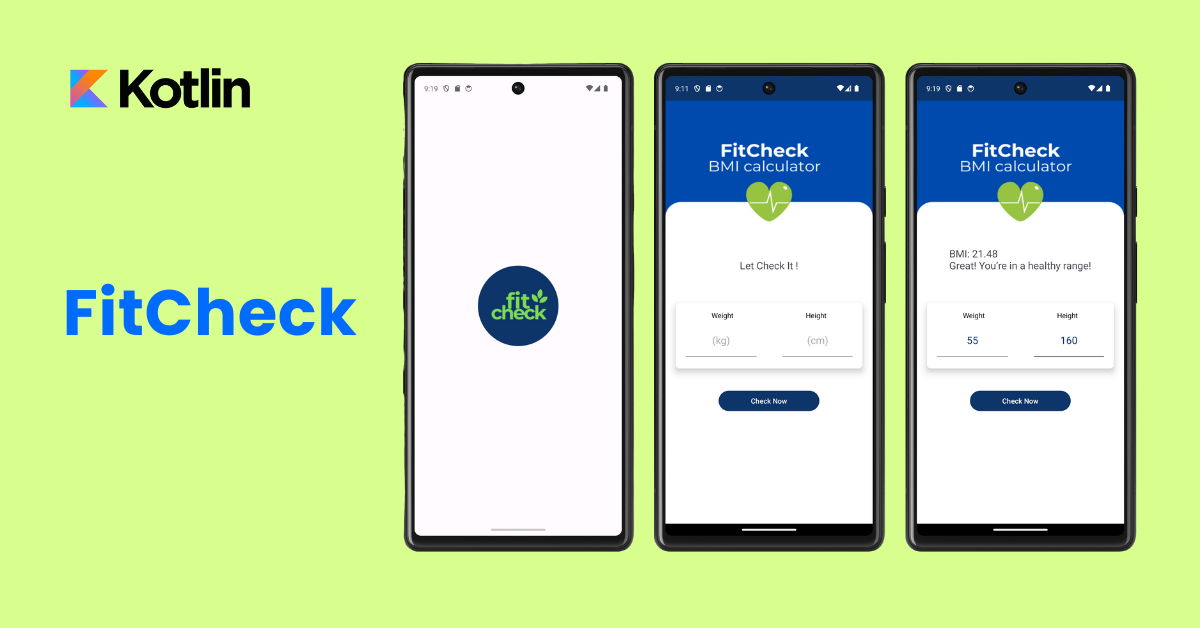 Kotlin
FitCheck
9:19
fit
check
9:11
FitCheck
BMI calculator
Let Check It !
Weight Height
(kg) (cm)
Check Now
9:19
FitCheck
BMI calculator
BMI: 21.48
Great! You're in a healthy range!
Weight Height
55 160
Check Now